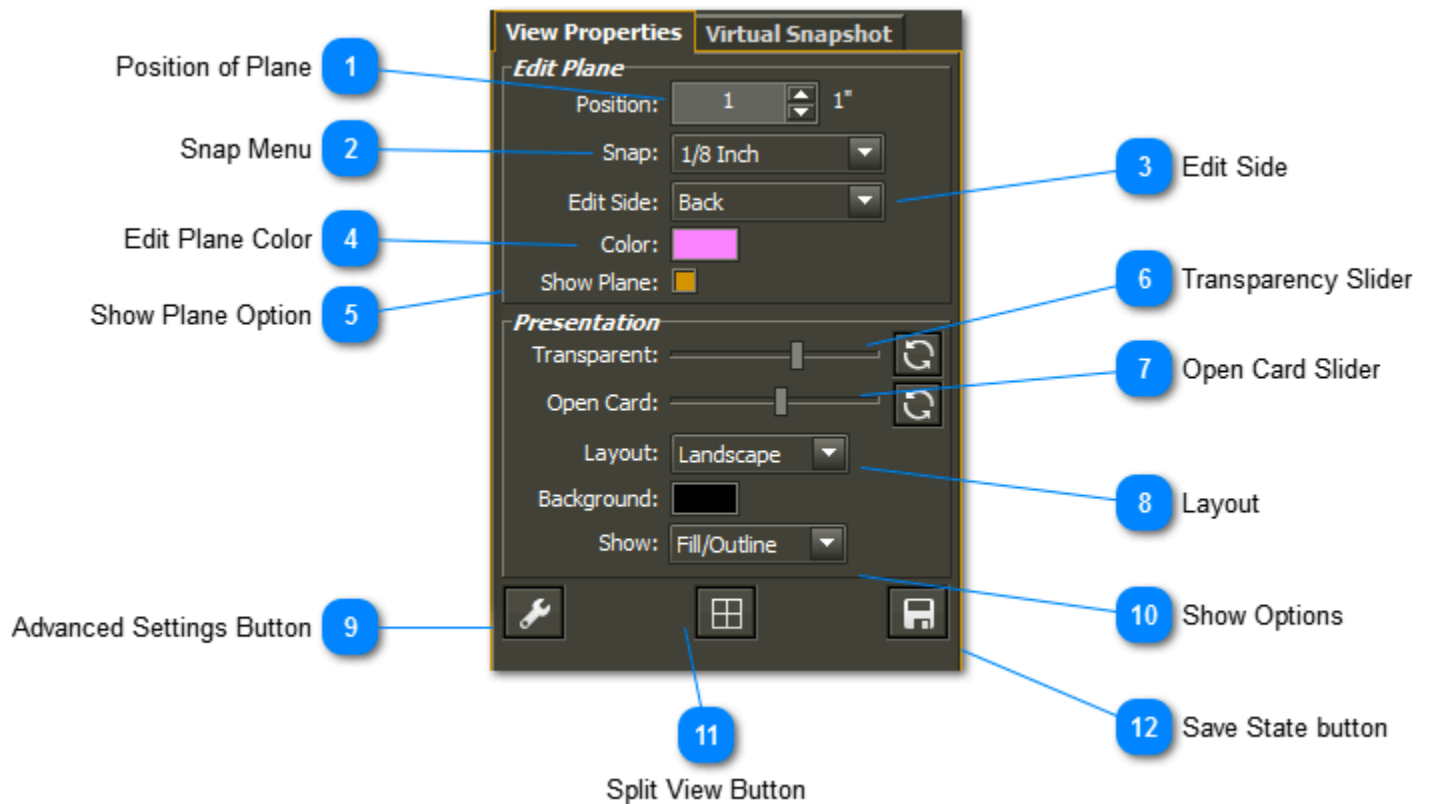 View Properties Virtual Snapshot
Edit Plane
Position of Plane 1
Position: 1 1"
Snap Menu 2
Snap: 1/8 Inch
3 Edit Side
Edit Side: Back
Edit Plane Color 4
Color:
Show Plane:
6 Transparency Slider
Show Plane Option 5
Presentation
Transparent:
7 Open Card Slider
Open Card:
Layout: Landscape
Background:
8 Layout
Show: Fill/Outline
Advanced Settings Button 9
10 Show Options
11
12 Save State button
Split View Button